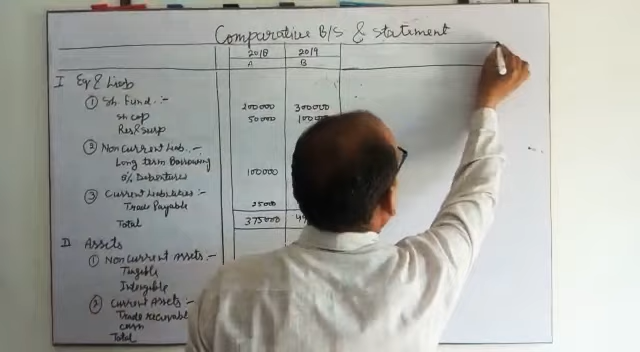 Comparative B/S & Statement
2018 2019
A B
I Eq & Liab
① Sh. Fund :-
Sh cap 200000 300000
Res & Surp 50000 100
② Non Current Liab. :-
Long term Borrowing
8% Debentures 100000
③ Current Liabilities :-
Trade Payable 25000
Total 375000
II Assets
① Non Current Assets :-
Tangible
Intangible
② Current Assets :-
Trade receivable
cash
Total